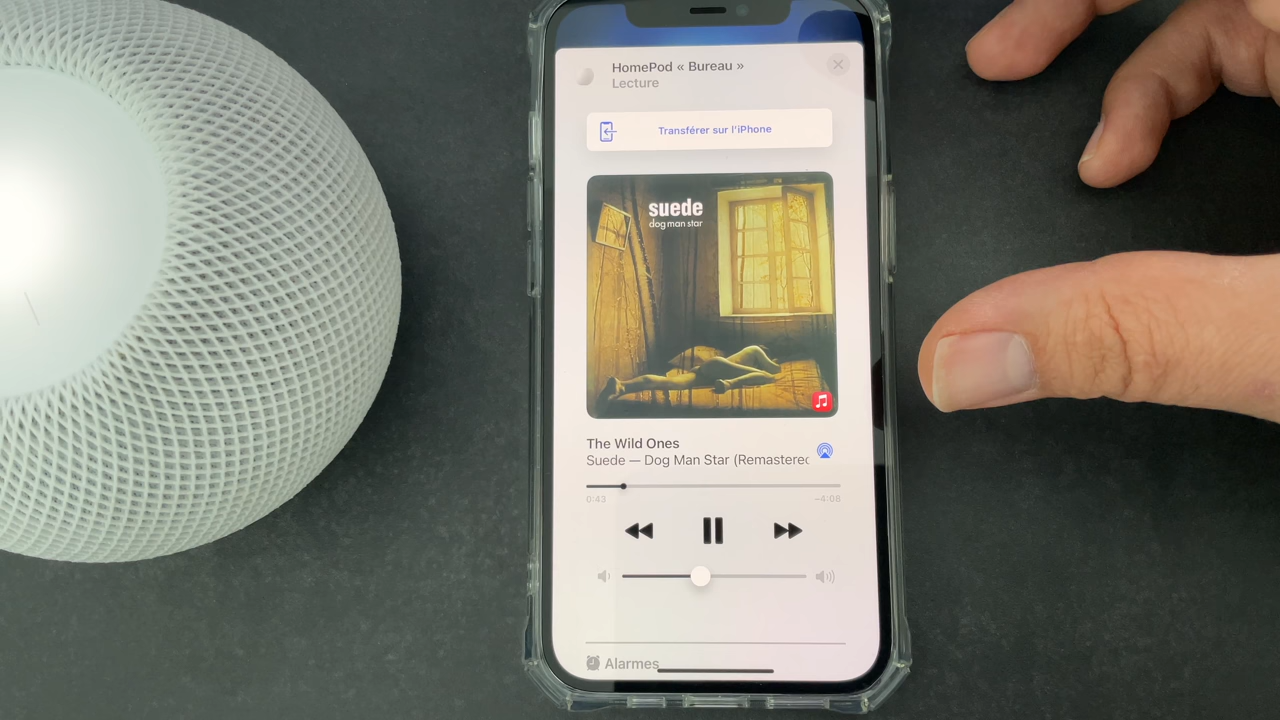 HomePod « Bureau »
Lecture
Transférer sur l'iPhone
suede
dog man star
The Wild Ones
Suede — Dog Man Star (Remastered
0:43
-4:08
Alarmes